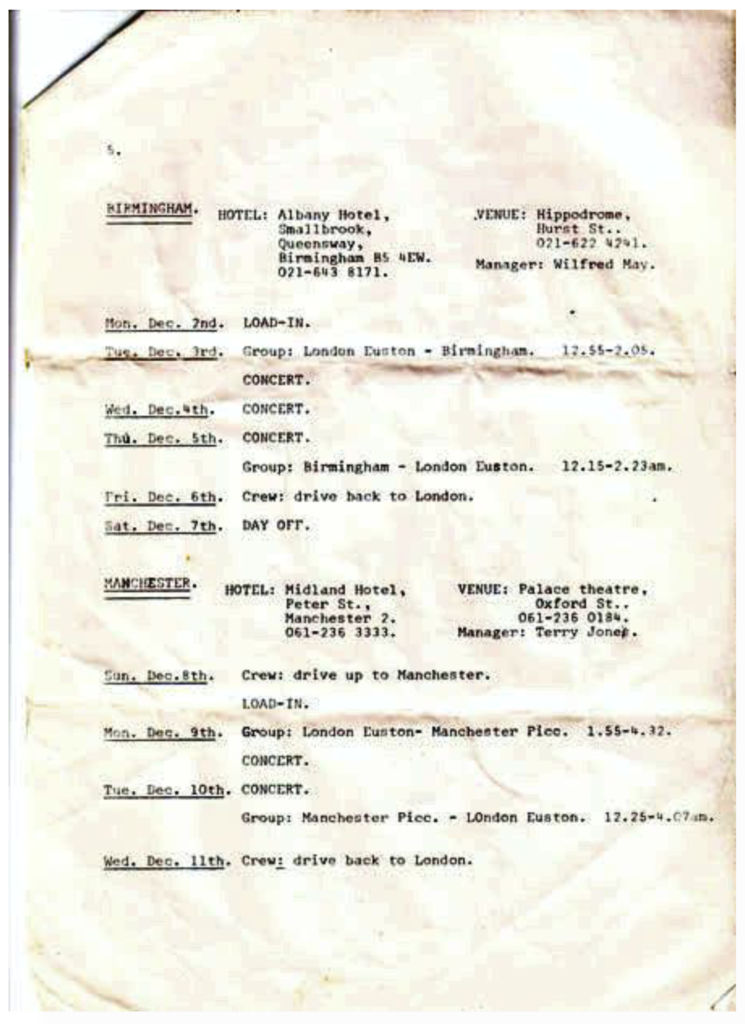 5.
BIRMINGHAM. HOTEL: Albany Hotel, VENUE: Hippodrome,
Smallbrook, Hurst St..
Queensway, 021-622 4241.
Birmingham B5 4EW. Manager: Wilfred May.
021-643 8171.
Mon. Dec. 2nd. LOAD-IN.
Tue. Dec. 3rd. Group: London Euston - Birmingham. 12.55-2.05.
CONCERT.
Wed. Dec.4th. CONCERT.
Thu. Dec. 5th. CONCERT.
Group: Birmingham - London Euston. 12.15-2.23am.
Fri. Dec. 6th. Crew: drive back to London.
Sat. Dec. 7th. DAY OFF.
MANCHESTER. HOTEL: Midland Hotel, VENUE: Palace theatre,
Peter St., Oxford St..
Manchester 2. 061-236 0184.
061-236 3333. Manager: Terry Jones.
Sun. Dec.8th. Crew: drive up to Manchester.
LOAD-IN.
Mon. Dec. 9th. Group: London Euston- Manchester Picc. 1.55-4.32.
CONCERT.
Tue. Dec. 10th. CONCERT.
Group: Manchester Picc. - LOndon Euston. 12.25-4.07am.
Wed. Dec. 11th. Crew: drive back to London.